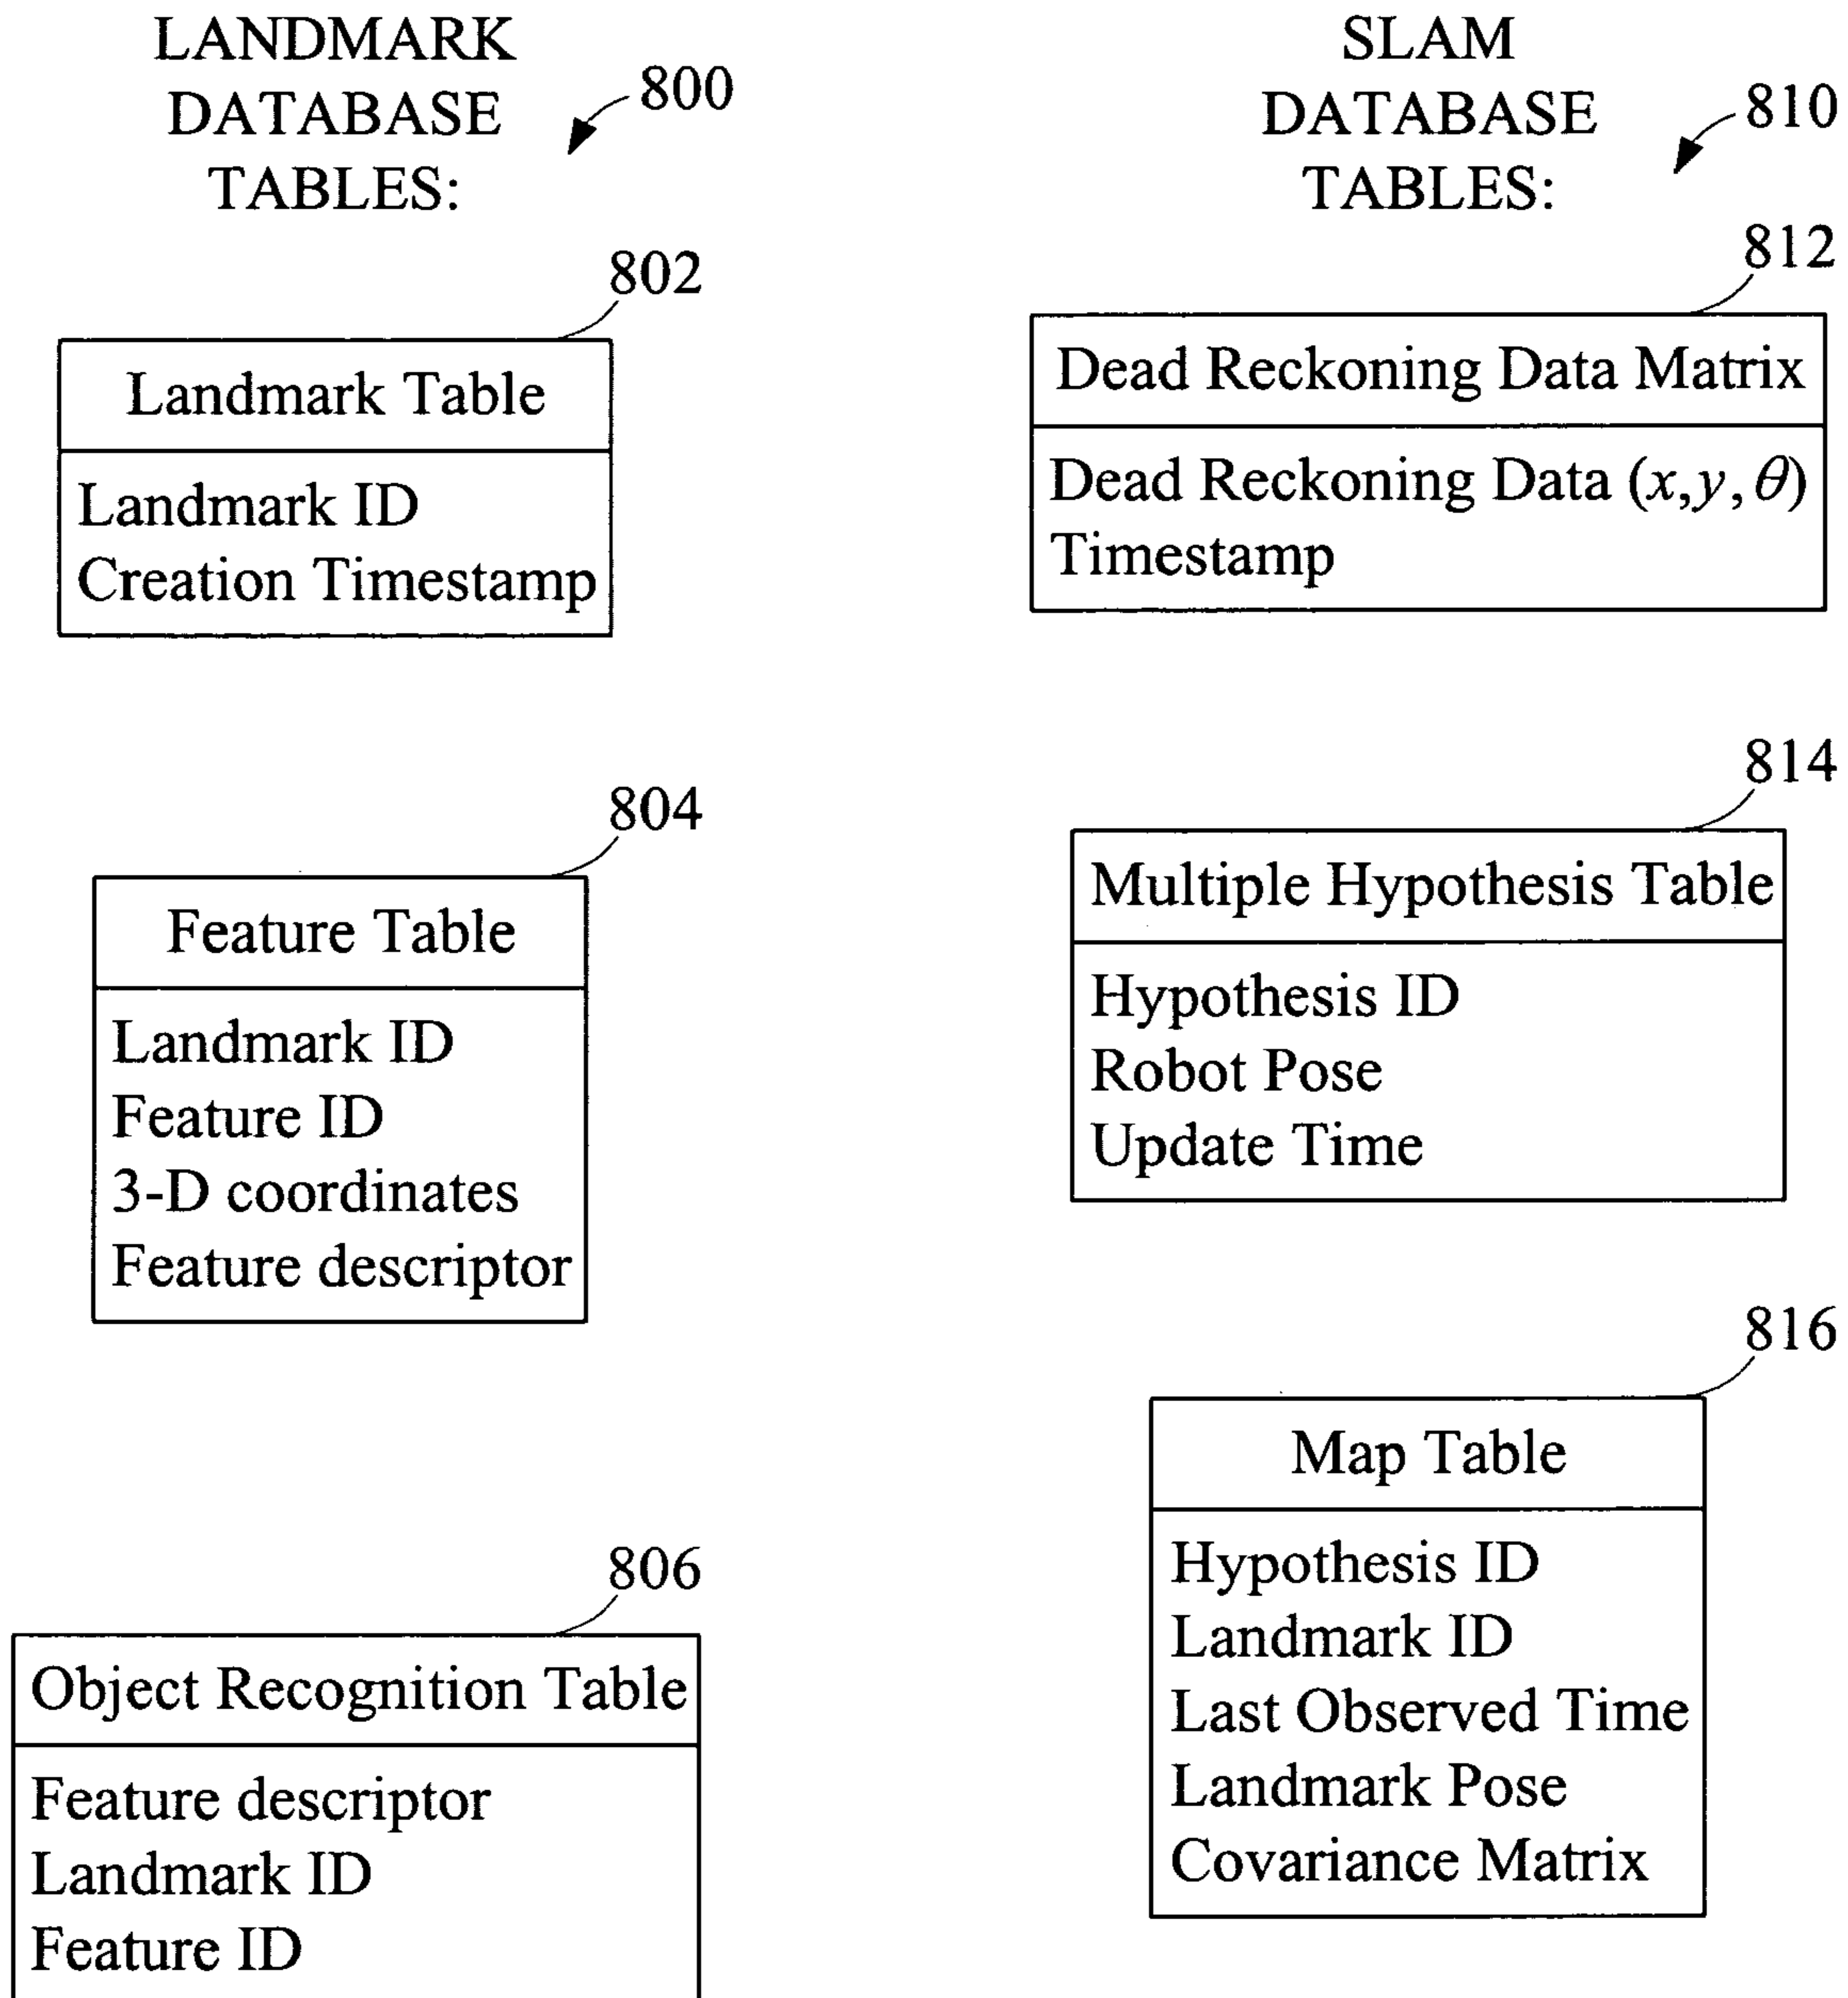 LANDMARK
DATABASE
TABLES:
800
802
Landmark Table
Landmark ID
Creation Timestamp
804
Feature Table
Landmark ID
Feature ID
3-D coordinates
Feature descriptor
806
Object Recognition Table
Feature descriptor
Landmark ID
Feature ID
SLAM
DATABASE
TABLES:
810
812
Dead Reckoning Data Matrix
Dead Reckoning Data (x,y,θ)
Timestamp
814
Multiple Hypothesis Table
Hypothesis ID
Robot Pose
Update Time
816
Map Table
Hypothesis ID
Landmark ID
Last Observed Time
Landmark Pose
Covariance Matrix